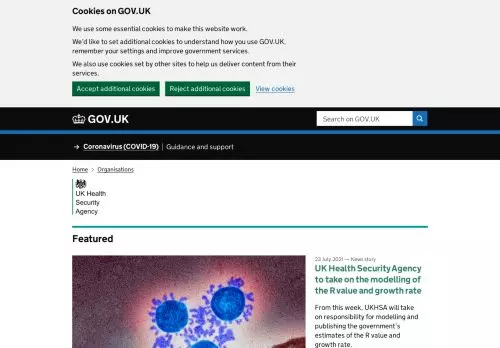 Cookies on GOV.UK
We use some essential cookies to make this website work.
We'd like to set additional cookies to understand how you use GOV.UK,
remember your settings and improve government services.
We also use cookies set by other sites to help us deliver content from their
services.
Accept additional cookies Reject additional cookies View cookies
GOV.UK Search on GOV.UK
→ Coronavirus (COVID-19) | Guidance and support
Home > Organisations
UK Health
Security
Agency
Featured
23 July 2021 — News story
UK Health Security Agency
to take on the modelling of
the R value and growth rate
From this week, UKHSA will take
on responsibility for modelling and
publishing the government's
estimates of the R value and
growth rate.